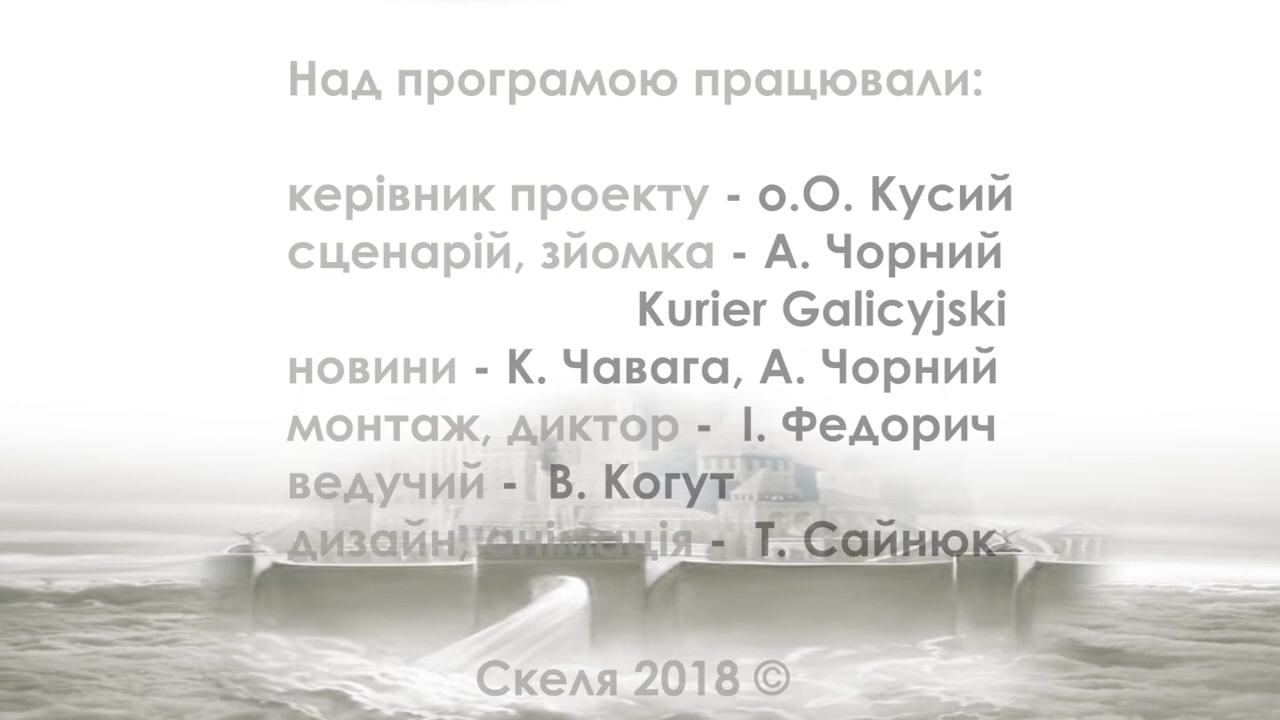 Над програмою працювали:
керівник проекту - о.О. Кусий
сценарій, зйомка - А. Чорний
Kurier Galicyjski
новини - К. Чавага, А. Чорний
монтаж, диктор - І. Федорич
ведучий - В. Когут
дизайн, анімація - Т. Сайнюк
Скеля 2018 ©